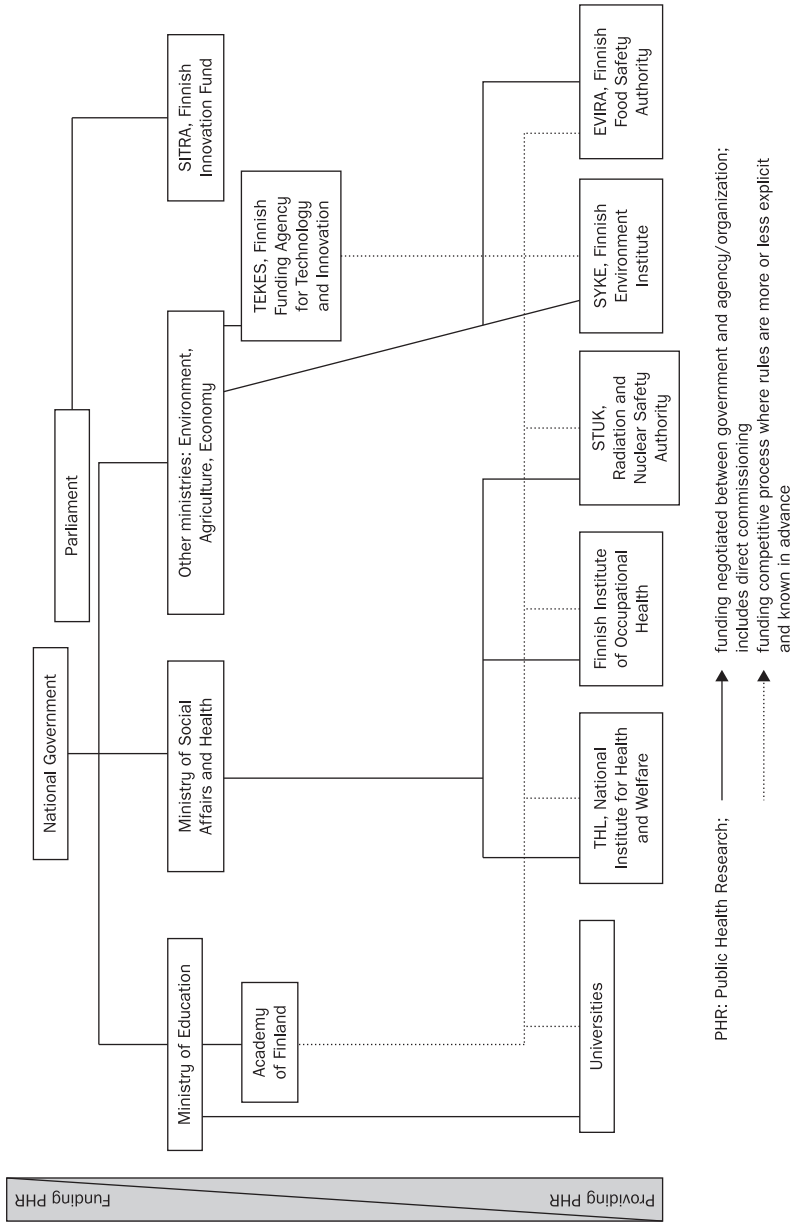 National Government
Parliament
Ministry of Education
Ministry of Social
Affairs and Health
Other ministries: Environment,
Agriculture, Economy
SITRA, Finnish
Innovation Fund
Academy
of Finland
TEKES, Finnish
Funding Agency
for Technology
and Innovation
Universities
THL, National
Institute for Health
and Welfare
Finnish Institute
of Occupational
Health
STUK,
Radiation and
Nuclear Safety
Authority
SYKE, Finnish
Environment
Institute
EVIRA, Finnish
Food Safety
Authority
Funding PHR
Providing PHR
PHR: Public Health Research;
funding negotiated between government and agency/organization;
includes direct commissioning
funding competitive process where rules are more or less explicit
and known in advance